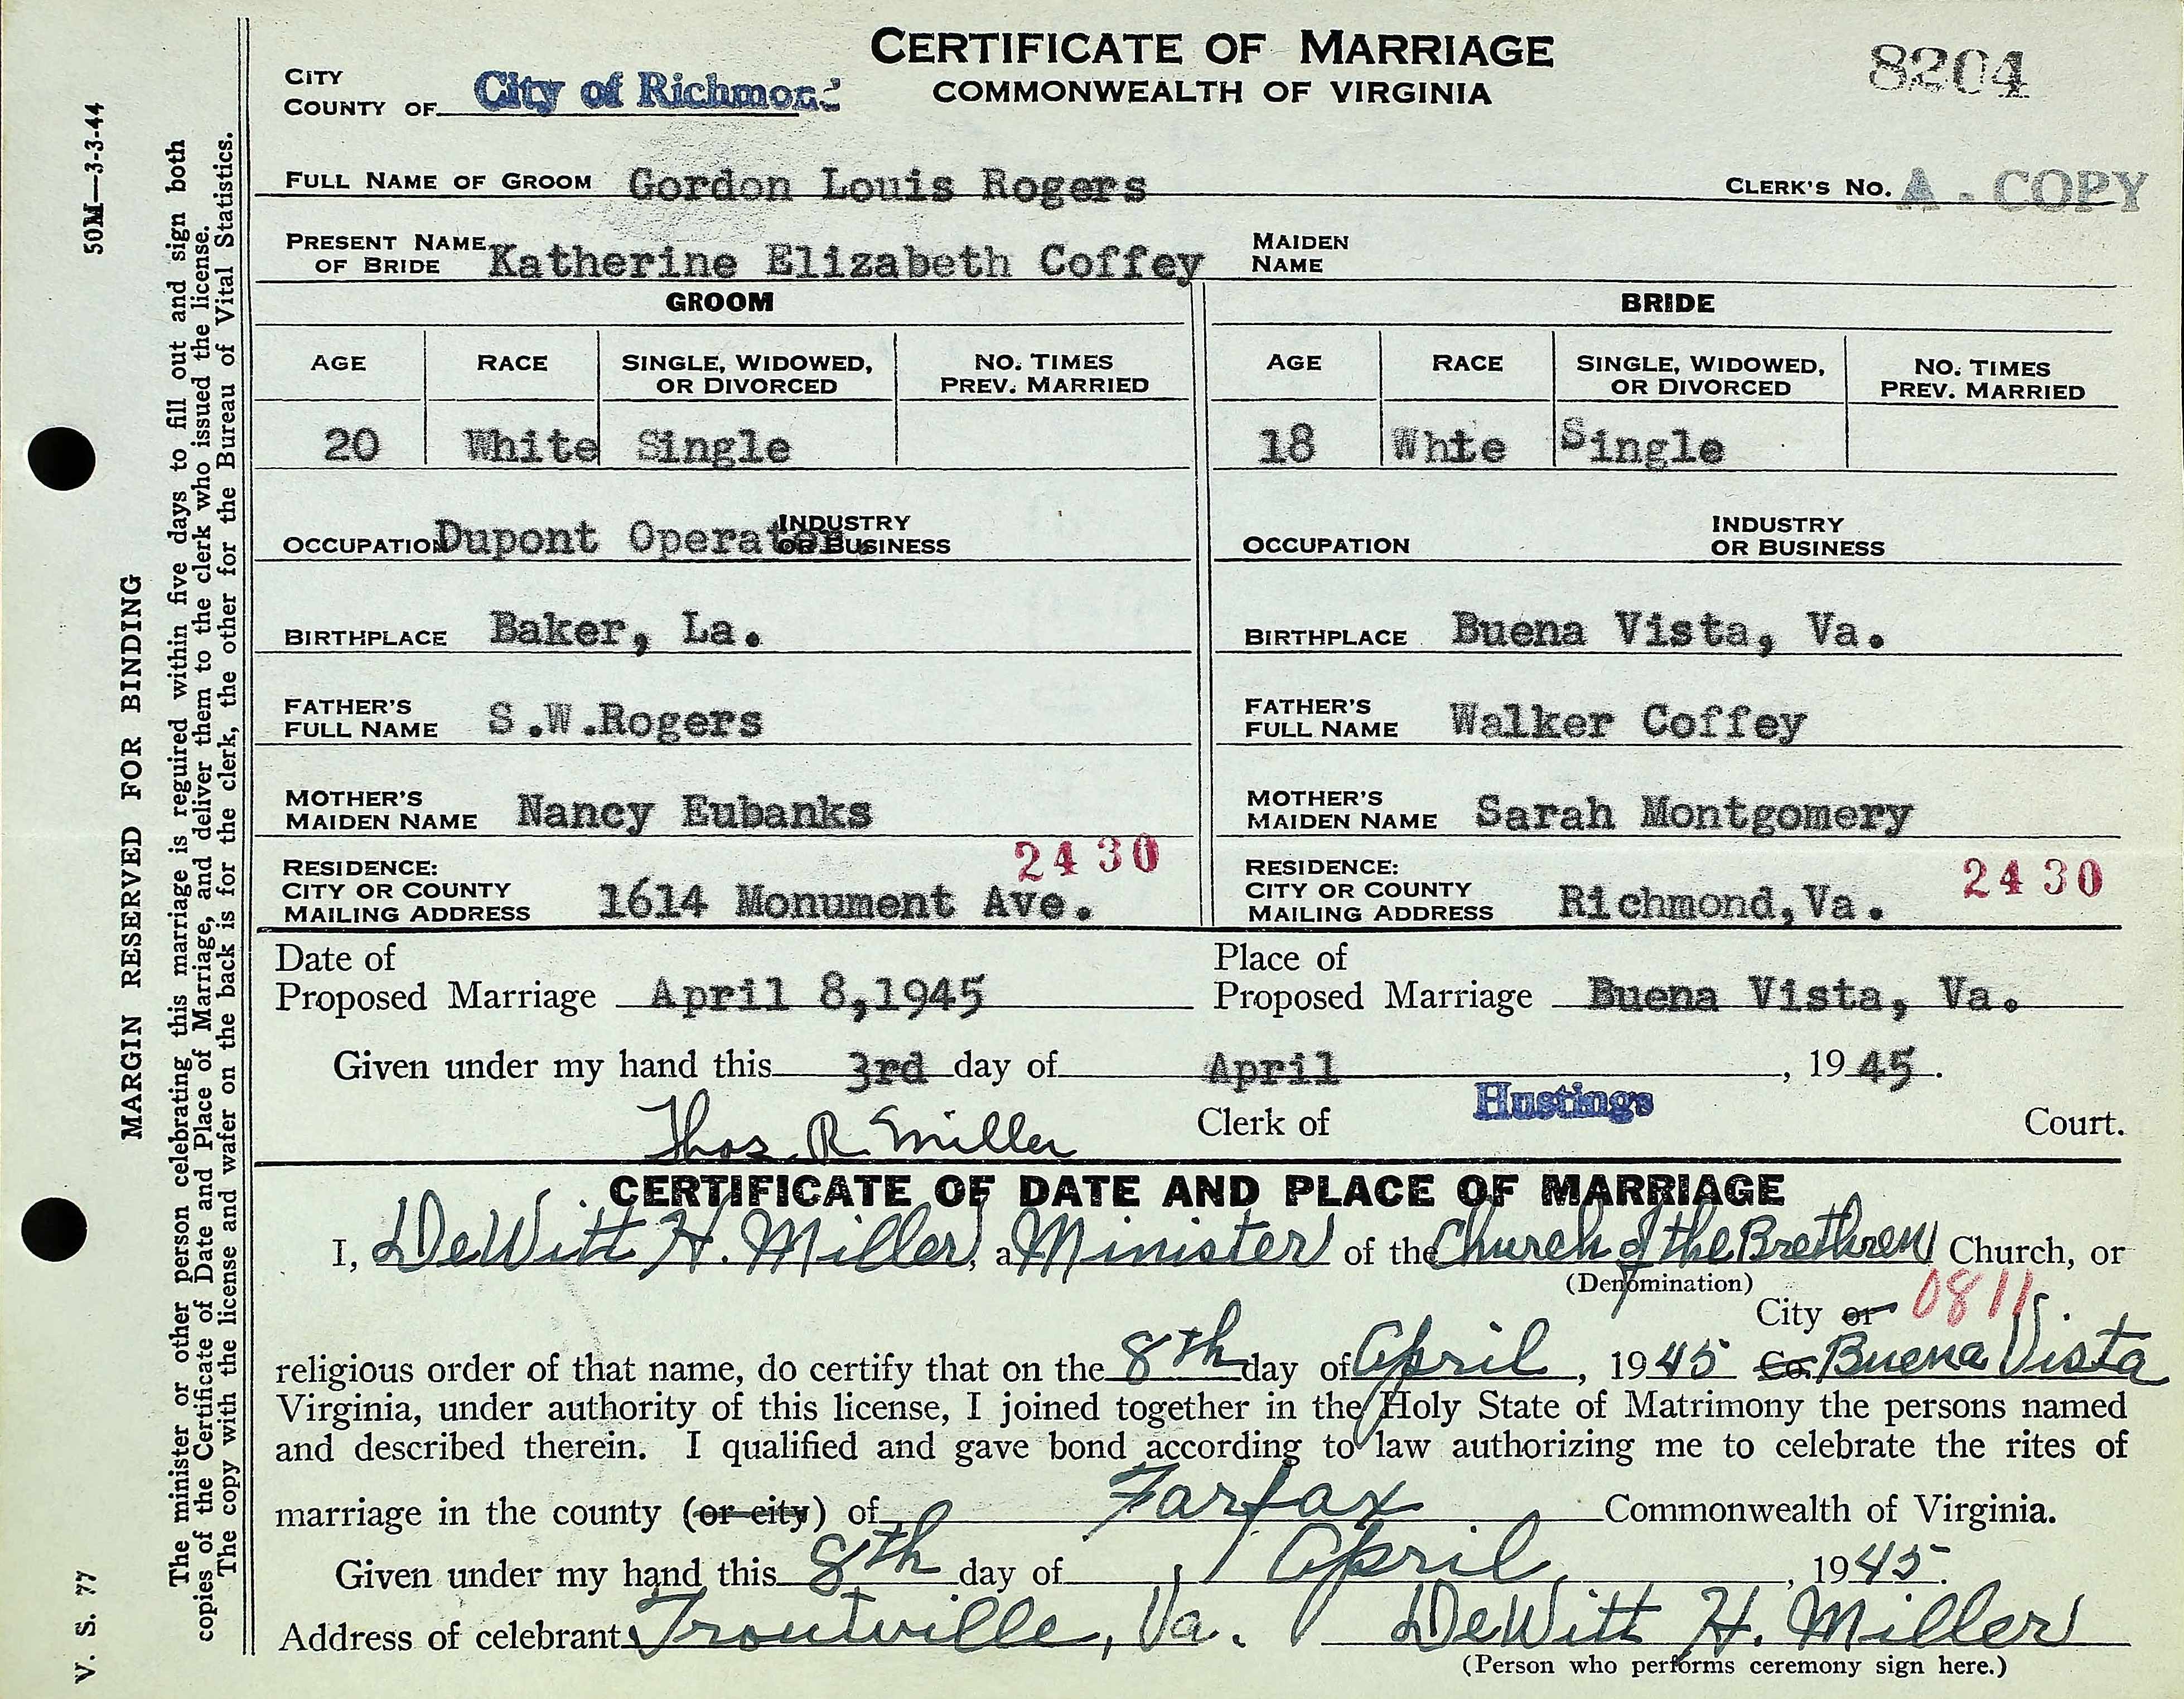 CERTIFICATE OF MARRIAGE
COMMONWEALTH OF VIRGINIA
8204
CITY
COUNTY OF City of Richmond
FULL NAME OF GROOM Gordon Louis Rogers CLERK'S NO. A - COPY
PRESENT NAME OF BRIDE Katherine Elizabeth Coffey MAIDEN NAME
GROOM BRIDE
AGE RACE SINGLE, WIDOWED, OR DIVORCED NO. TIMES PREV. MARRIED AGE RACE SINGLE, WIDOWED, OR DIVORCED NO. TIMES PREV. MARRIED
20 White Single 18 Whte Single
OCCUPATION Dupont Operator. INDUSTRY OR BUSINESS OCCUPATION INDUSTRY OR BUSINESS
BIRTHPLACE Baker, La. BIRTHPLACE Buena Vista, Va.
FATHER'S FULL NAME S.W.Rogers FATHER'S FULL NAME Walker Coffey
MOTHER'S MAIDEN NAME Nancy Eubanks MOTHER'S MAIDEN NAME Sarah Montgomery
2430 2430
RESIDENCE: CITY OR COUNTY MAILING ADDRESS 1614 Monument Ave. RESIDENCE: CITY OR COUNTY MAILING ADDRESS Richmond,Va.
Date of Proposed Marriage April 8,1945 Place of Proposed Marriage Buena Vista, Va.
Given under my hand this 3rd day of April, 1945.
Thos. R. Miller Clerk of Hustings Court.
CERTIFICATE OF DATE AND PLACE OF MARRIAGE
I, DeWitt H. Miller, a Minister of the Church of the Brethren Church, or
(Denomination)
City or 0811
religious order of that name, do certify that on the 8th day of April, 1945 Co. Buena Vista
Virginia, under authority of this license, I joined together in the Holy State of Matrimony the persons named
and described therein. I qualified and gave bond according to law authorizing me to celebrate the rites of
marriage in the county (or city) of Farfax Commonwealth of Virginia.
Given under my hand this 8th day of April, 1945.
Address of celebrant Troutville, Va. DeWitt H. Miller
(Person who performs ceremony sign here.)
50M—3-3-44
MARGIN RESERVED FOR BINDING
V. S. 77
The minister or other person celebrating this marriage is reguired within five days to fill out and sign both
copies of the Certificate of Date and Place of Marriage, and deliver them to the clerk who issued the license.
The copy with the license and wafer on the back is for the clerk, the other for the Bureau of Vital Statistics.